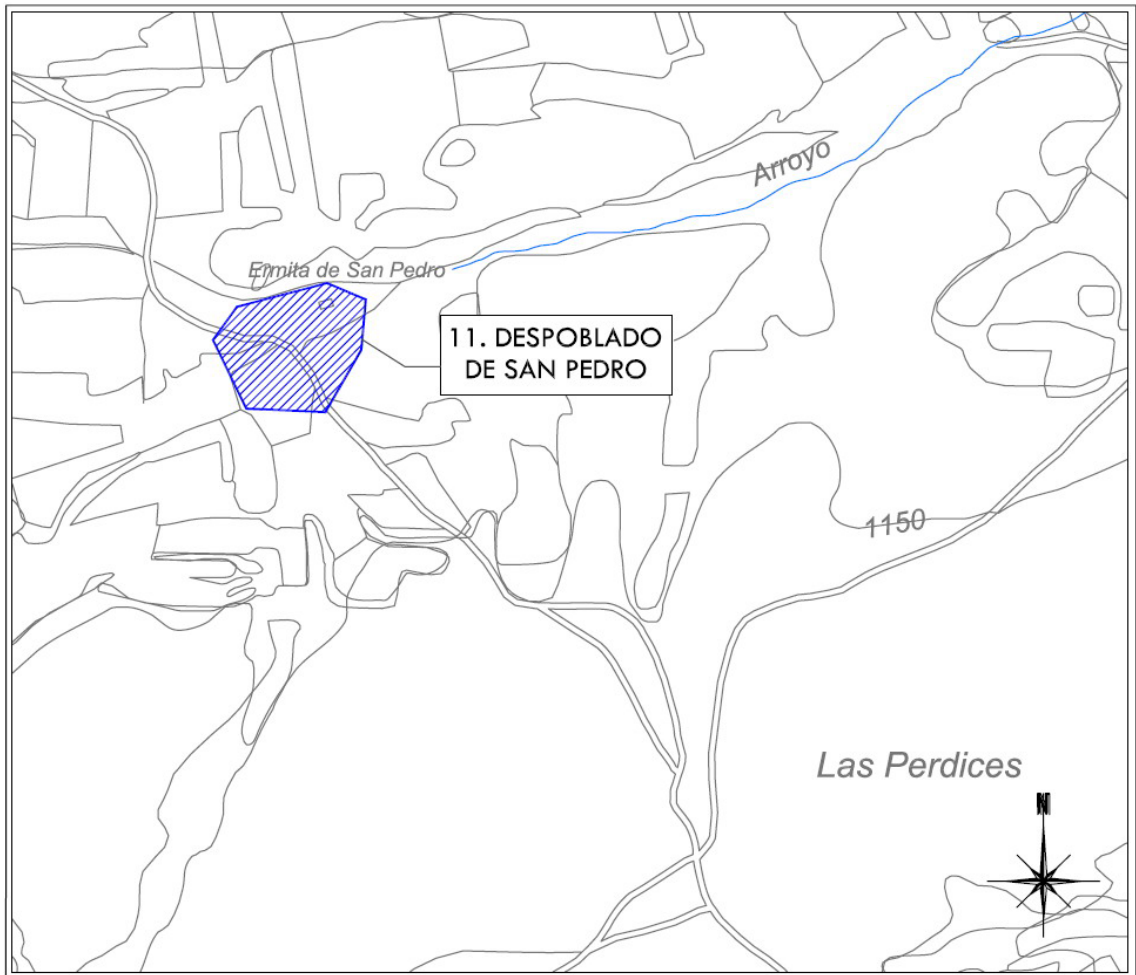 Arroyo
Ermita de San Pedro
11. DESPOBLADO
DE SAN PEDRO
1150
Las Perdices
N